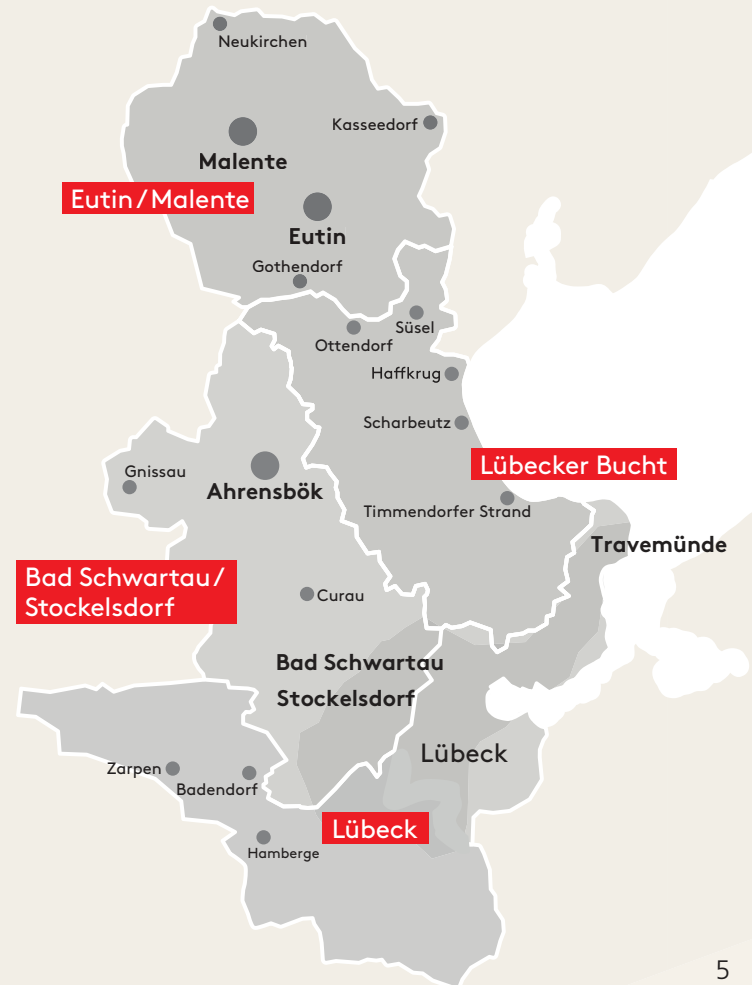 Neukirchen
Kasseedorf
Malente
Eutin / Malente
Eutin
Gothendorf
Süsel
Ottendorf
Haffkrug
Scharbeutz
Lübecker Bucht
Gnissau
Ahrensbök
Timmendorfer Strand
Travemünde
Bad Schwartau /
Stockelsdorf
Curau
Bad Schwartau
Stockelsdorf
Lübeck
Zarpen
Badendorf
Lübeck
Hamberge
5